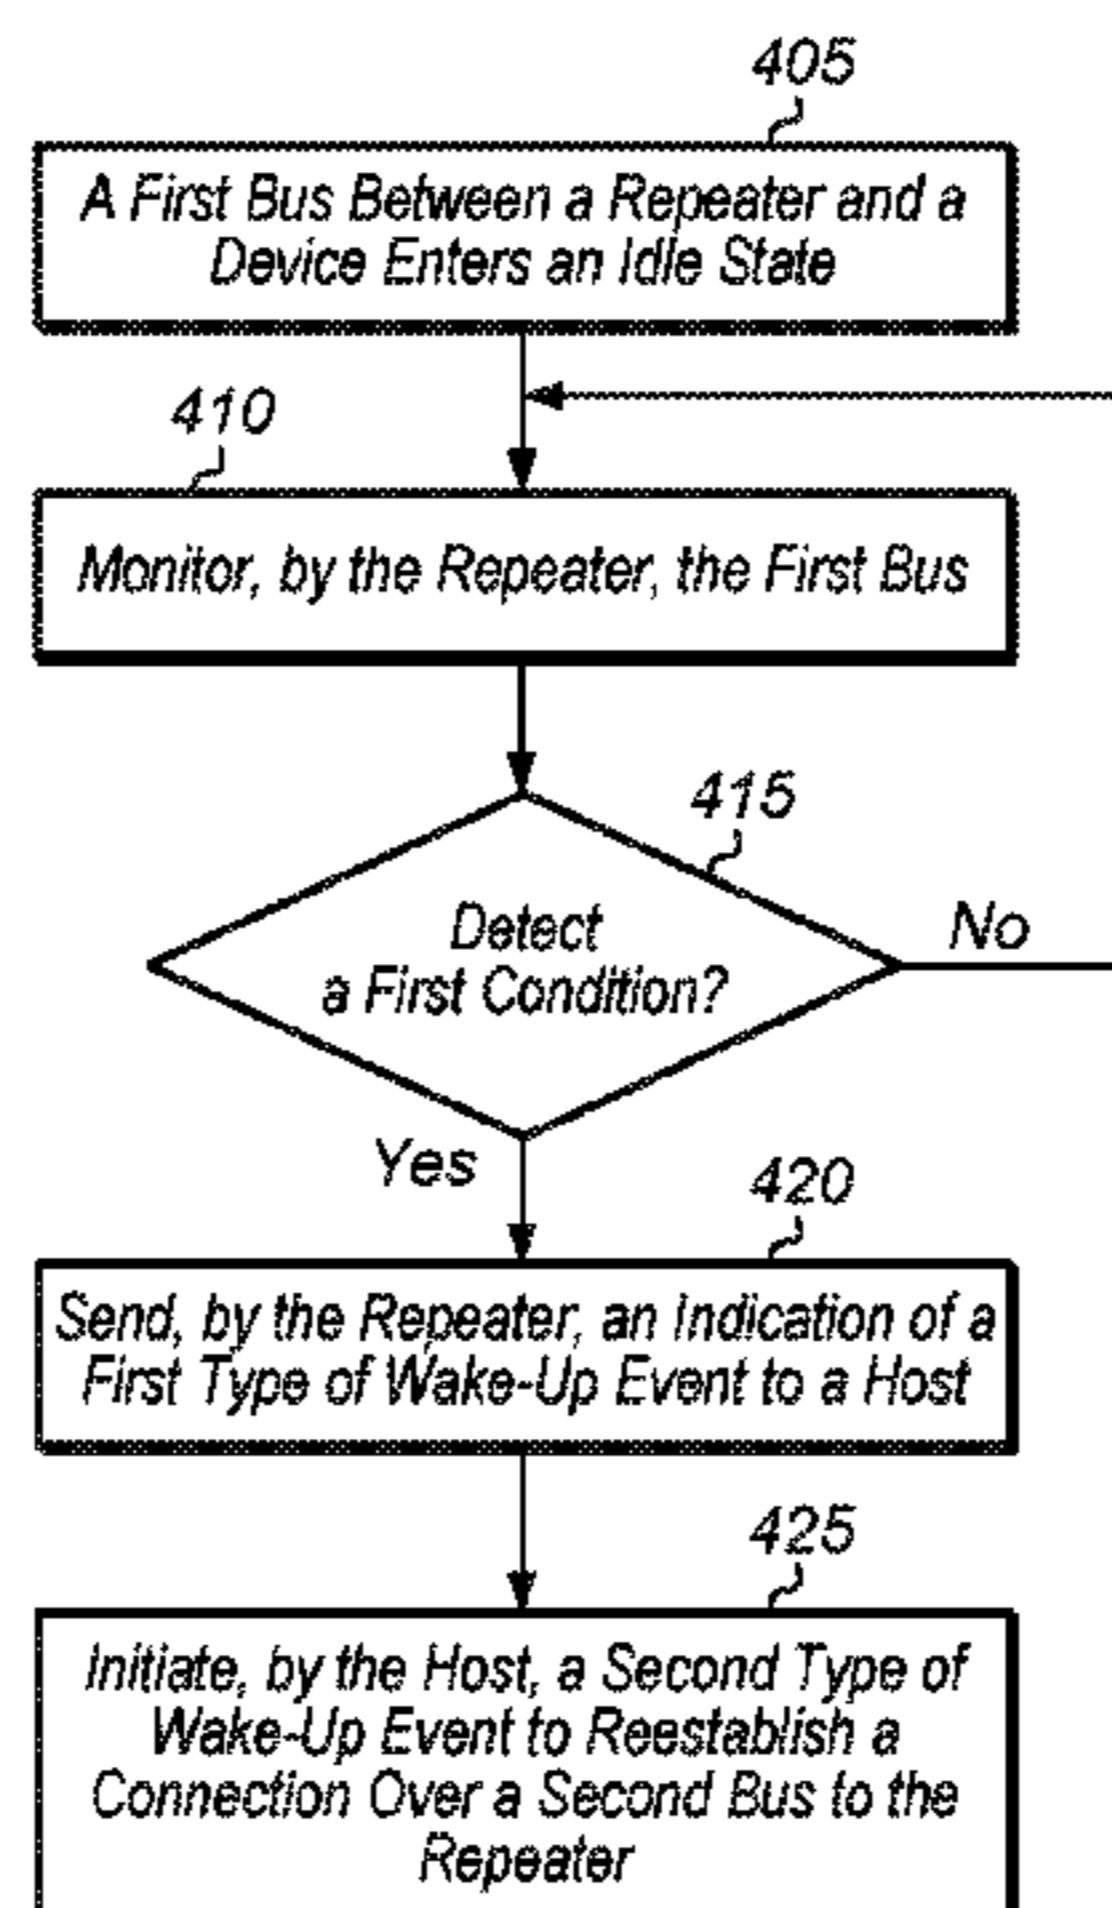 405
A First Bus Between a Repeater and a
Device Enters an Idle State
410
Monitor, by the Repeater, the First Bus
415
Detect
a First Condition?
No
Yes
420
Send, by the Repeater, an Indication of a
First Type of Wake-Up Event to a Host
425
Initiate, by the Host, a Second Type of
Wake-Up Event to Reestablish a
Connection Over a Second Bus to the
Repeater